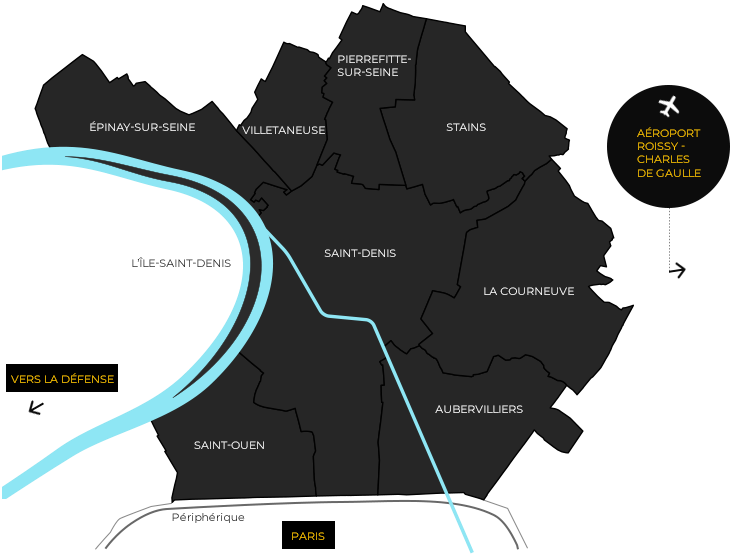 PIERREFITTE-
SUR-SEINE
ÉPINAY-SUR-SEINE
VILLETANEUSE
STAINS
AÉROPORT
ROISSY -
CHARLES
DE GAULLE
SAINT-DENIS
L'ÎLE-SAINT-DENIS
LA COURNEUVE
VERS LA DÉFENSE
AUBERVILLIERS
SAINT-OUEN
Périphérique
PARIS